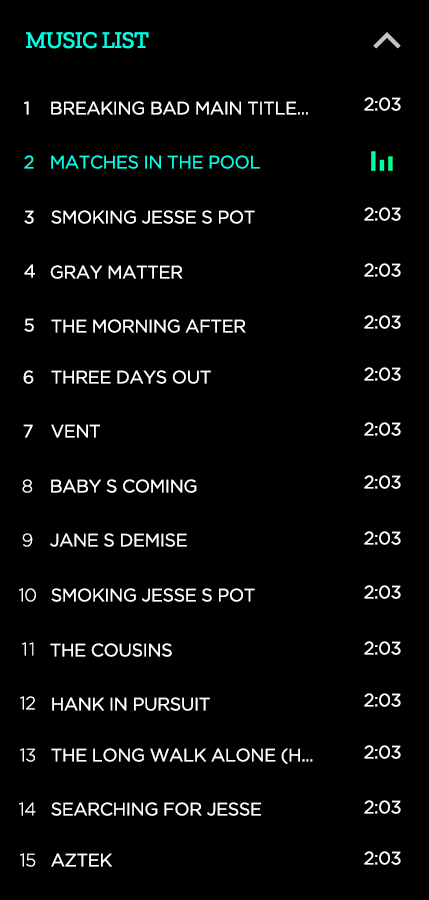 MUSIC LIST
1 BREAKING BAD MAIN TITLE... 2:03
2 MATCHES IN THE POOL
3 SMOKING JESSE S POT 2:03
4 GRAY MATTER 2:03
5 THE MORNING AFTER 2:03
6 THREE DAYS OUT 2:03
7 VENT 2:03
8 BABY S COMING 2:03
9 JANE S DEMISE 2:03
10 SMOKING JESSE S POT 2:03
11 THE COUSINS 2:03
12 HANK IN PURSUIT 2:03
13 THE LONG WALK ALONE (H... 2:03
14 SEARCHING FOR JESSE 2:03
15 AZTEK 2:03